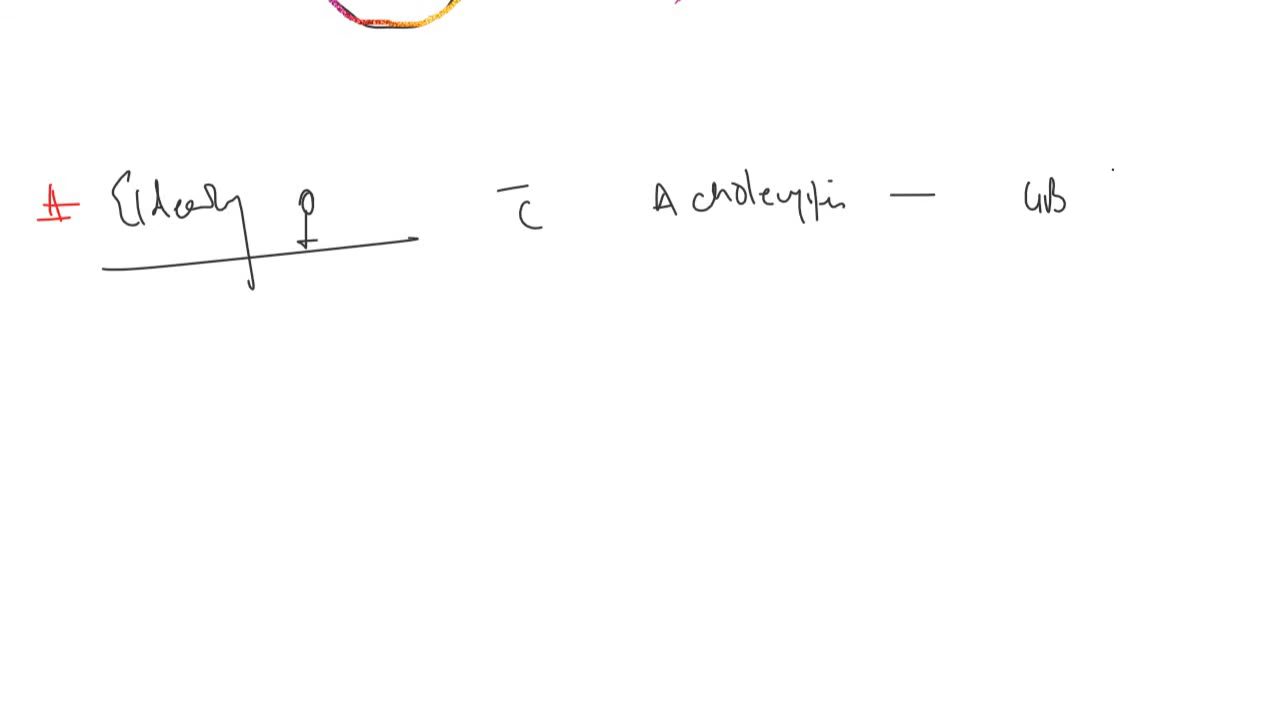 # Elderly ♀ c̄ A cholecystitis — GB